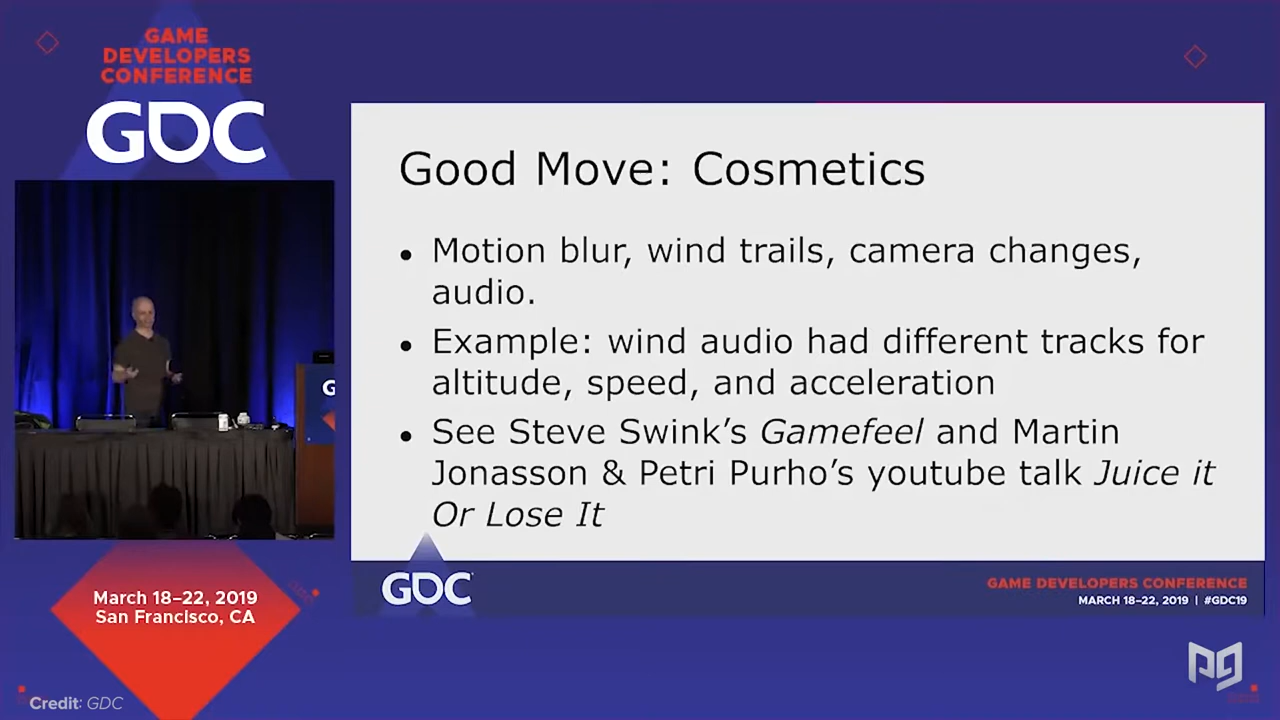 GAME
DEVELOPERS
CONFERENCE
GDC
Good Move: Cosmetics
• Motion blur, wind trails, camera changes,
audio.
• Example: wind audio had different tracks for
altitude, speed, and acceleration
• See Steve Swink’s Gamefeel and Martin
Jonasson & Petri Purho’s youtube talk Juice it
Or Lose It
G
March 18–22, 2019
San Francisco, CA
GDC
GAME DEVELOPERS CONFERENCE
MARCH 18–22, 2019 | #GDC19
Credit: GDC
pg